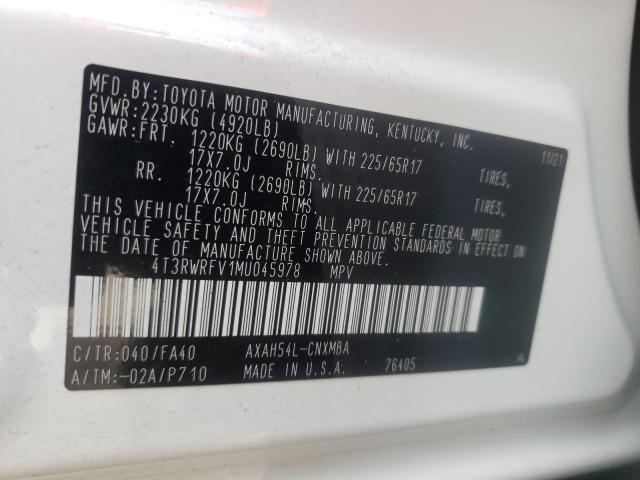 MFD.BY:TOYOTA MOTOR MANUFACTURING, KENTUCKY, INC.
GVWR:2230KG (4920LB) 11/21
GAWR:FRT. 1220KG (2690LB) WITH 225/65R17 TIRES,
17X7.0J RIMS.
RR. 1220KG (2690LB) WITH 225/65R17 TIRES,
17X7.0J RIMS.
THIS VEHICLE CONFORMS TO ALL APPLICABLE FEDERAL MOTOR
VEHICLE SAFETY AND THEFT PREVENTION STANDARDS IN EFFECT ON
THE DATE OF MANUFACTURE SHOWN ABOVE.
4T3RWRFV1MU045978 MPV
C/TR:040/FA40 AXAH54L-CNXMBA A
A/TM:-02A/P710 MADE IN U.S.A. 76405